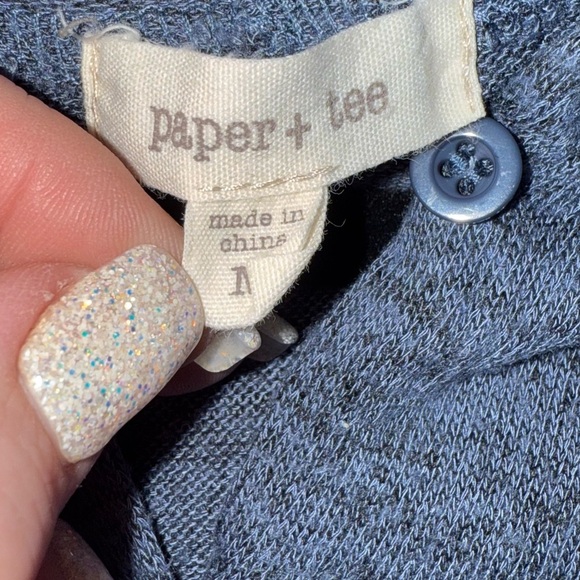 paper + tee
made in
china
M